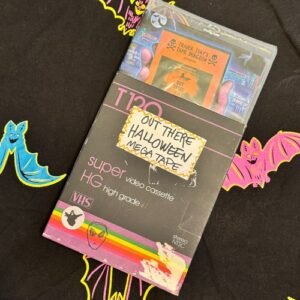 T120
OUT THERE
HALLOWEEN
MEGA TAPE
super
video cassette
HG
high grade
VHS